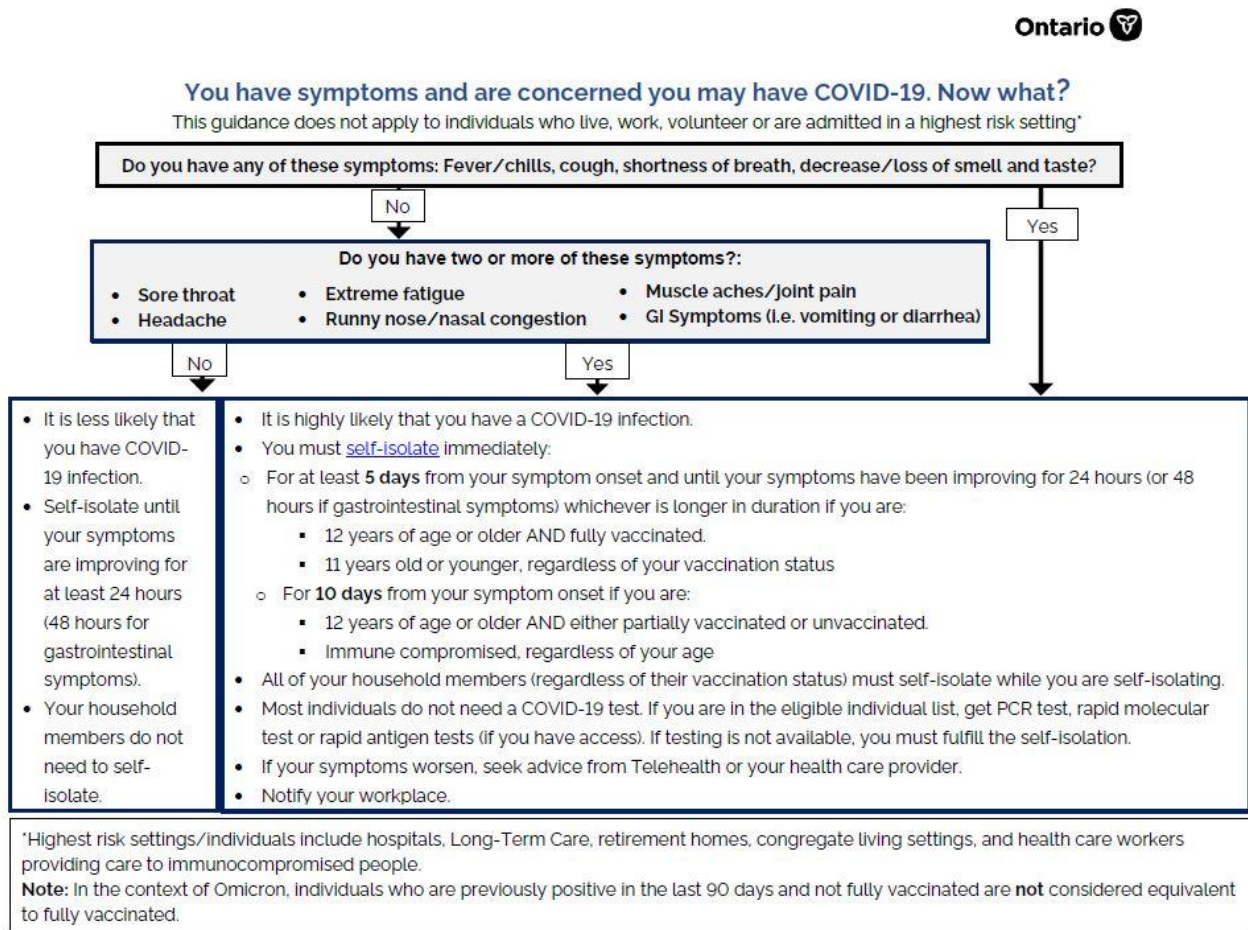 Ontario
You have symptoms and are concerned you may have COVID-19. Now what?
This guidance does not apply to individuals who live, work, volunteer or are admitted in a highest risk setting*
Do you have any of these symptoms: Fever/chills, cough, shortness of breath, decrease/loss of smell and taste?
No
Yes
Do you have two or more of these symptoms?:
• Sore throat
• Headache
• Extreme fatigue
• Runny nose/nasal congestion
• Muscle aches/joint pain
• GI Symptoms (i.e. vomiting or diarrhea)
No
Yes
• It is less likely that
you have COVID-
19 infection.
• Self-isolate until
your symptoms
are improving for
at least 24 hours
(48 hours for
gastrointestinal
symptoms).
• Your household
members do not
need to self-
isolate.
• It is highly likely that you have a COVID-19 infection.
• You must self-isolate immediately:
o For at least 5 days from your symptom onset and until your symptoms have been improving for 24 hours (or 48
hours if gastrointestinal symptoms) whichever is longer in duration if you are:
▪ 12 years of age or older AND fully vaccinated.
▪ 11 years old or younger, regardless of your vaccination status
o For 10 days from your symptom onset if you are:
▪ 12 years of age or older AND either partially vaccinated or unvaccinated.
▪ Immune compromised, regardless of your age
• All of your household members (regardless of their vaccination status) must self-isolate while you are self-isolating.
• Most individuals do not need a COVID-19 test. If you are in the eligible individual list, get PCR test, rapid molecular
test or rapid antigen tests (if you have access). If testing is not available, you must fulfill the self-isolation.
• If your symptoms worsen, seek advice from Telehealth or your health care provider.
• Notify your workplace.
*Highest risk settings/individuals include hospitals, Long-Term Care, retirement homes, congregate living settings, and health care workers
providing care to immunocompromised people.
Note: In the context of Omicron, individuals who are previously positive in the last 90 days and not fully vaccinated are not considered equivalent
to fully vaccinated.